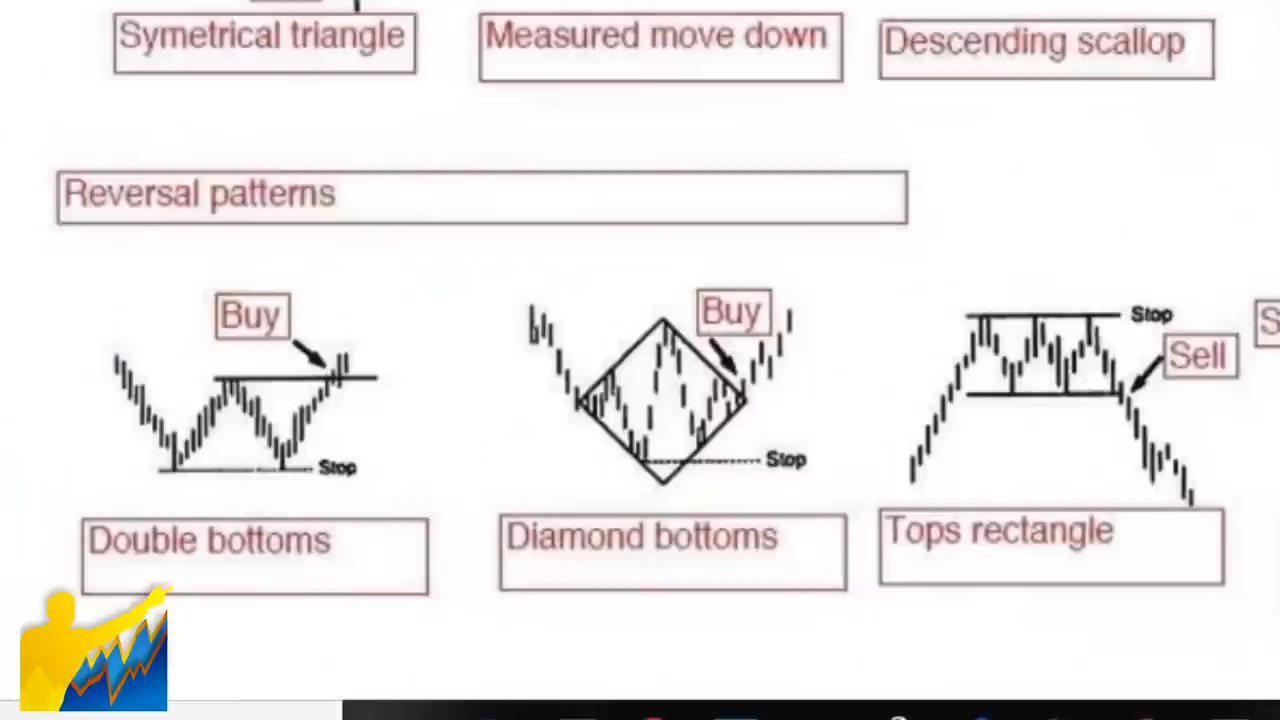 Symetrical triangle
Measured move down
Descending scallop
Reversal patterns
Buy
Buy
Stop
Sell
Stop
Stop
Double bottoms
Diamond bottoms
Tops rectangle